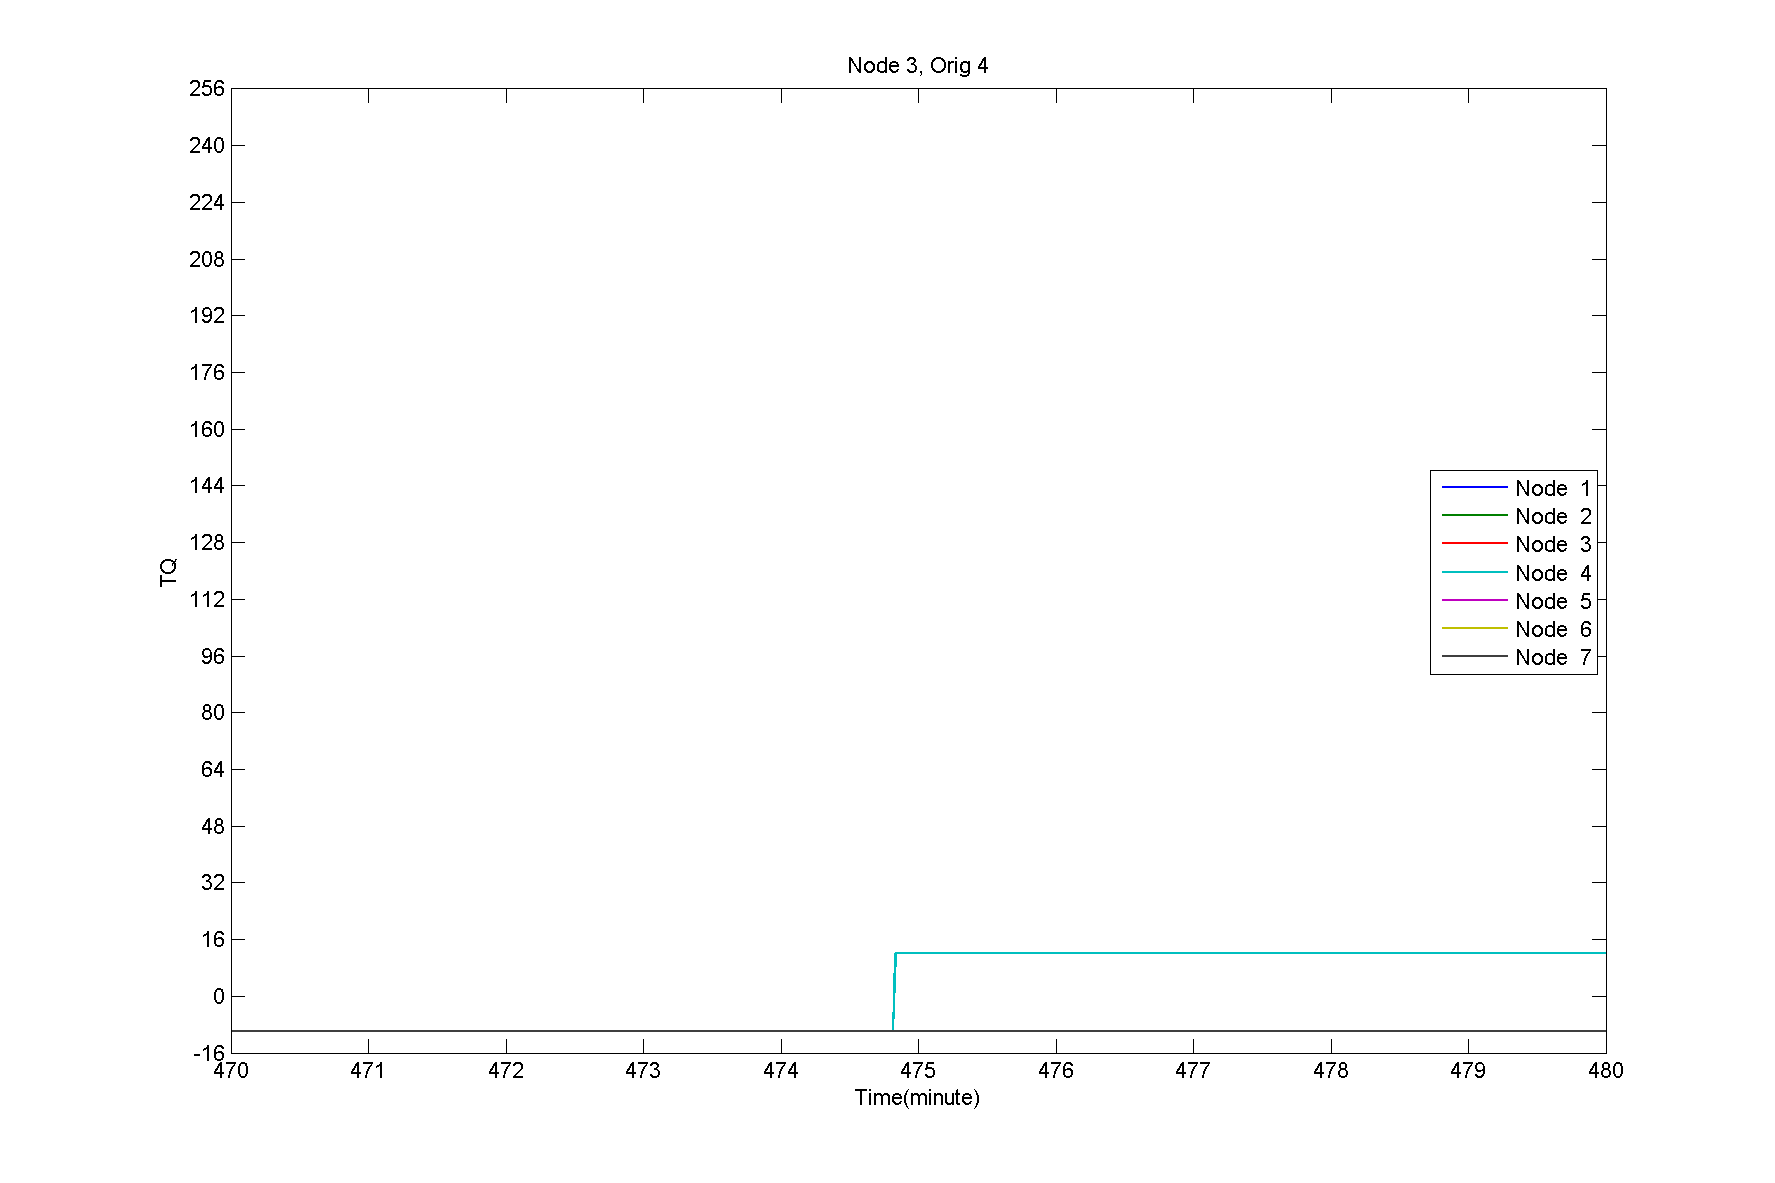 Node 3, Orig 4
256
240
224
208
192
176
160
144
128
112
96
80
64
48
32
16
0
-16
TQ
Node 1
Node 2
Node 3
Node 4
Node 5
Node 6
Node 7
470 471 472 473 474 475 476 477 478 479 480
Time(minute)